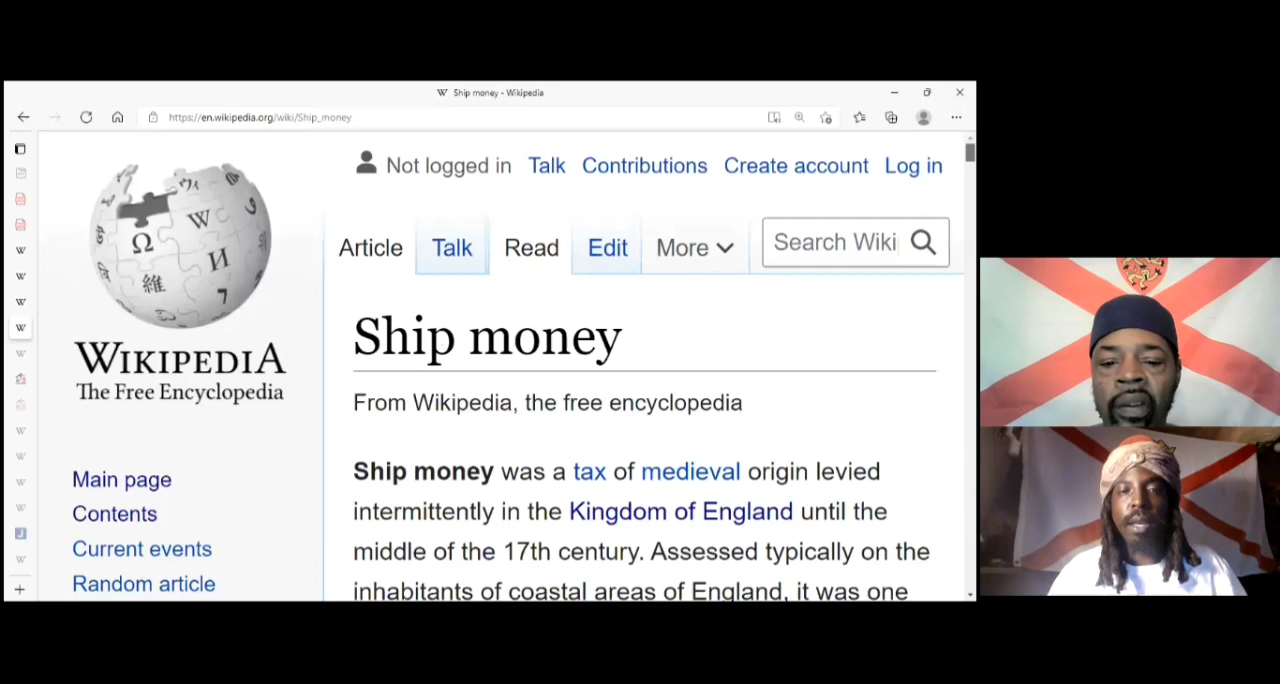 Ship money - Wikipedia
https://en.wikipedia.org/wiki/Ship_money
Not logged in Talk Contributions Create account Log in
Article Talk Read Edit More Search Wiki
Ω W И 維 7 ウィ
WIKIPEDIA
The Free Encyclopedia
Ship money
From Wikipedia, the free encyclopedia
Ship money was a tax of medieval origin levied
intermittently in the Kingdom of England until the
middle of the 17th century. Assessed typically on the
inhabitants of coastal areas of England, it was one
Main page
Contents
Current events
Random article